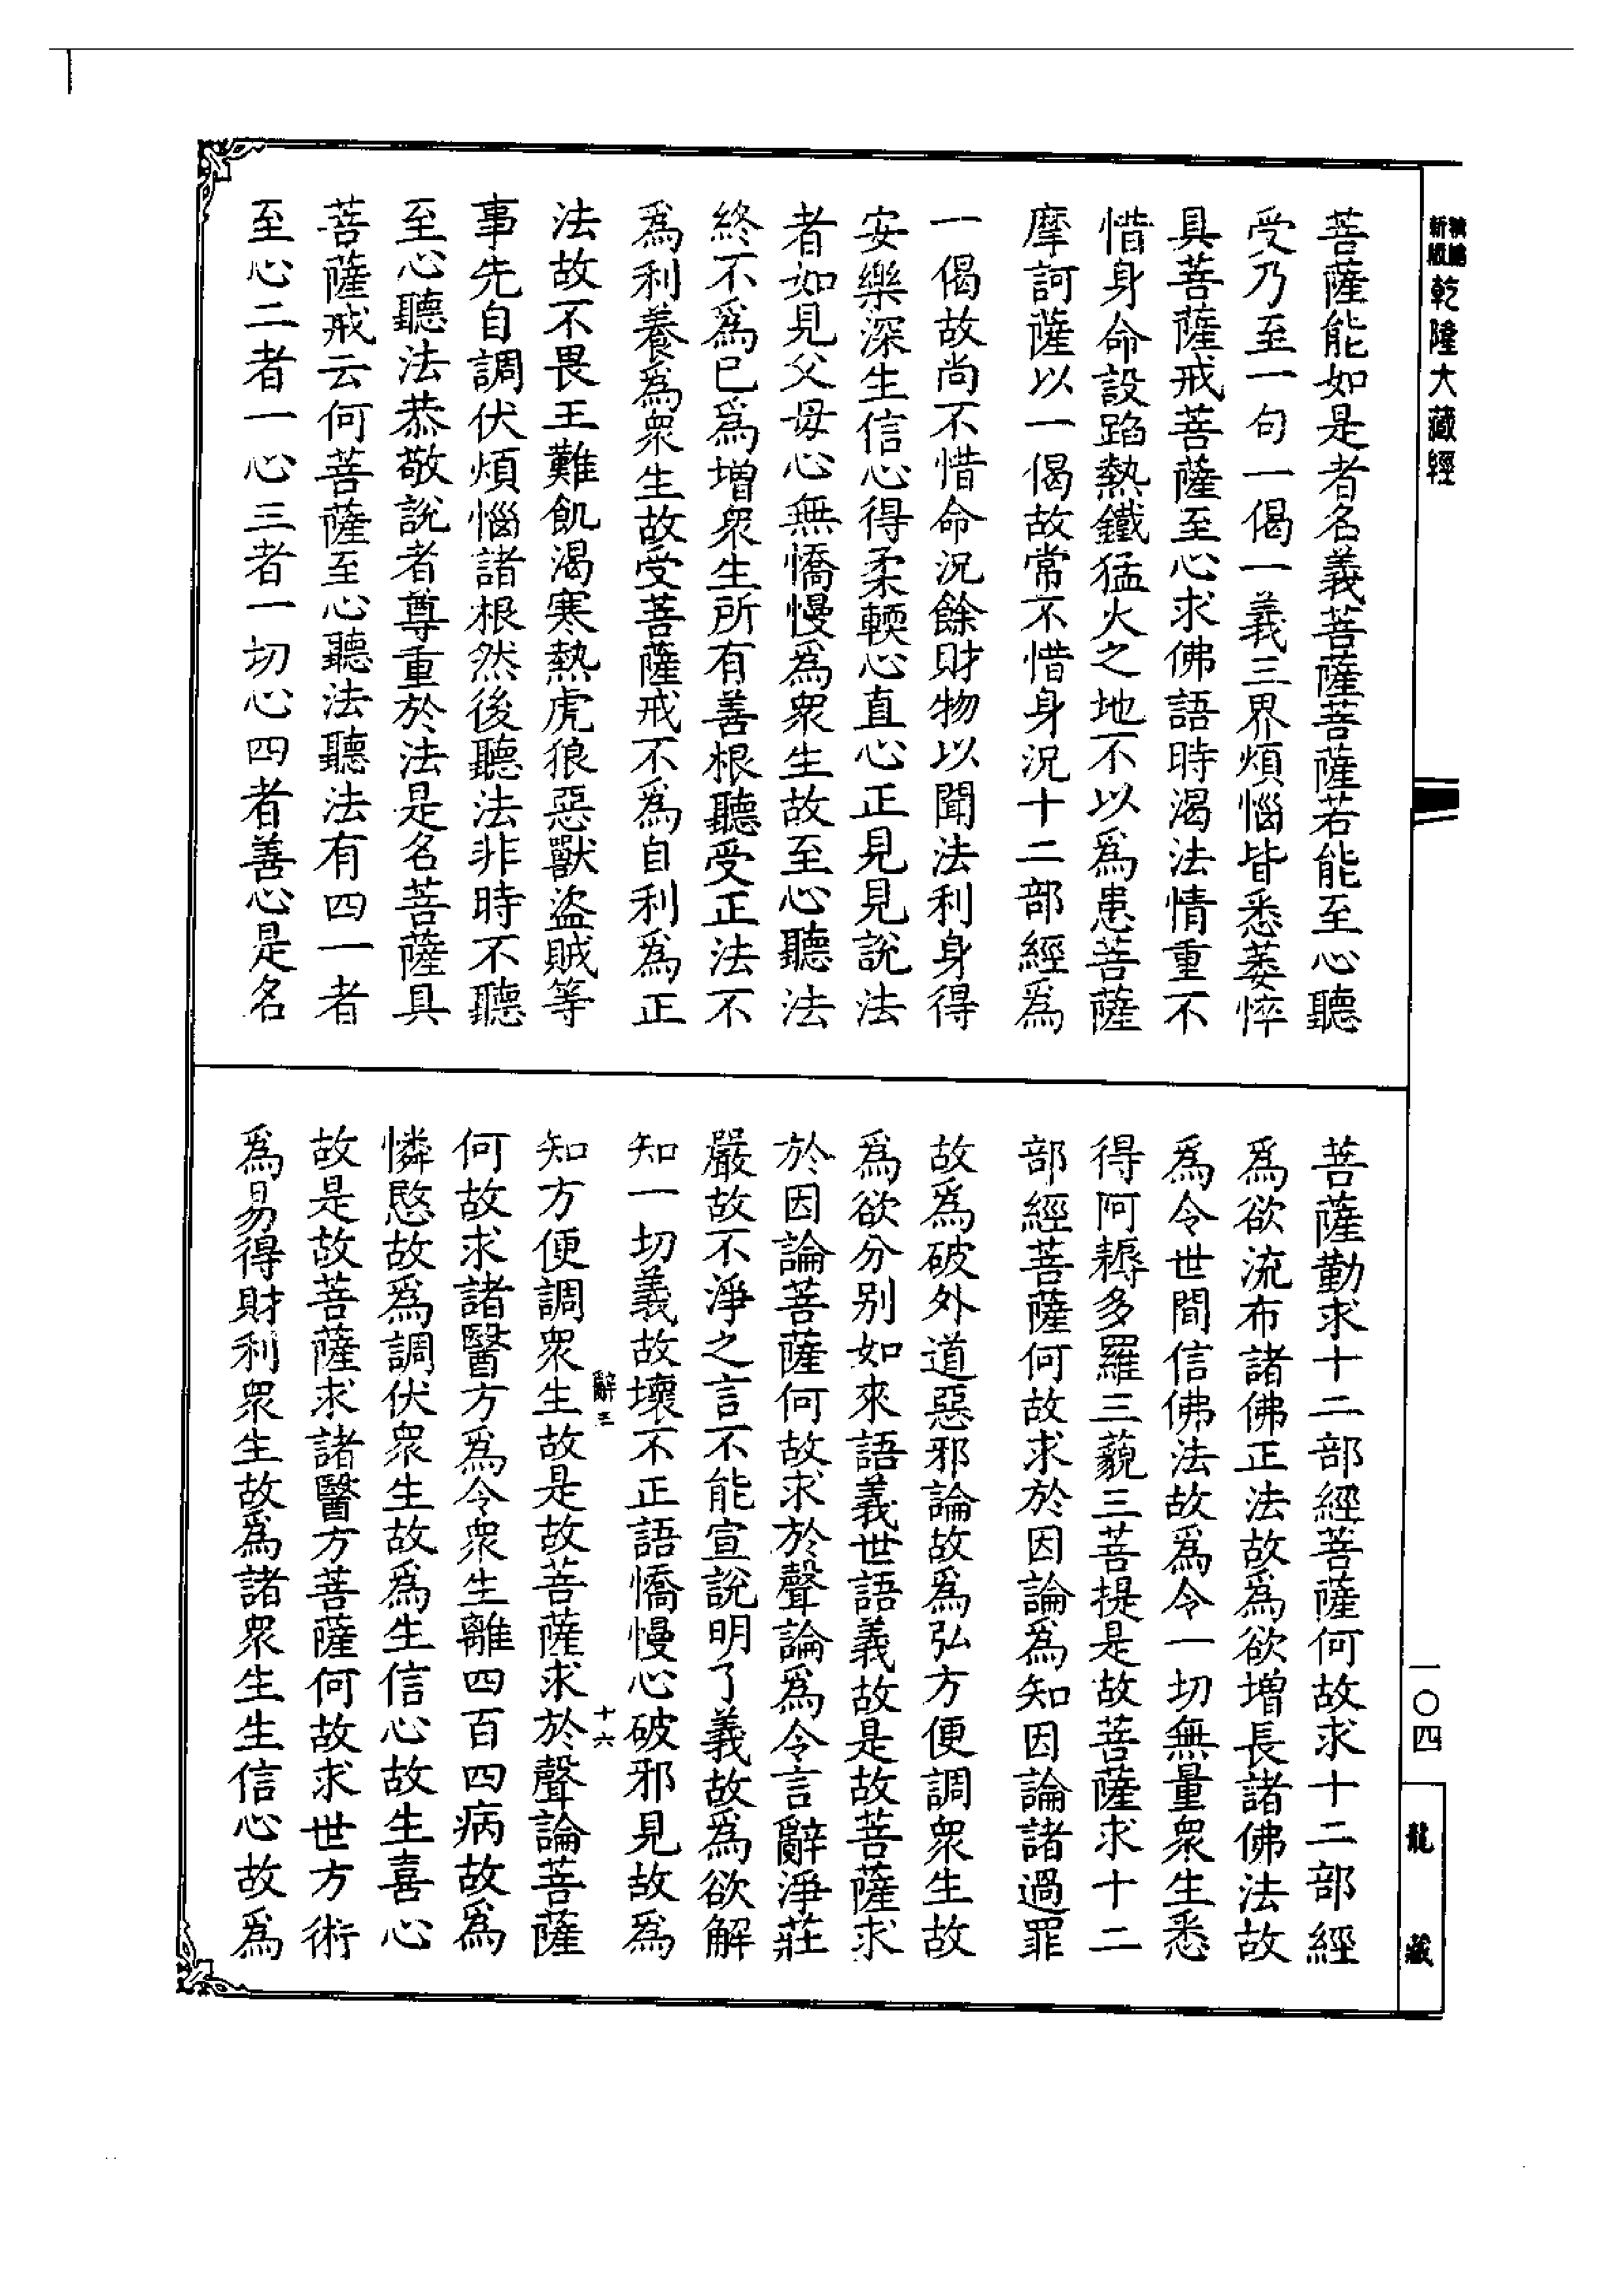 新版
乾隆大藏經
菩薩能如是者名義菩薩菩薩若能至心聽
受乃至一句一偈一義三界煩惱皆悉萎悴
具菩薩戒菩薩至心求佛語時渴法情重不
惜身命設蹈熱鐵猛火之地不以爲患菩薩
摩訶薩以一偈故常不惜身況十二部經爲
一偈故尚不惜命況餘財物以聞法利身得
安樂深生信心得柔輭心直心正見見說法
者如見父母心無憍慢爲衆生故至心聽法
終不爲已爲增衆生所有善根聽受正法不
爲利養爲衆生故受菩薩戒不爲自利爲正
法故不畏王難飢渴寒熱虎狼惡獸盜賊等
事先自調伏煩惱諸根然後聽法非時不聽
至心聽法恭敬說者尊重於法是名菩薩具
菩薩戒云何菩薩至心聽法聽法有四一者
至心二者一心三者一切心四者善心是名
菩薩勤求十二部經菩薩何故求十二部經
爲欲流布諸佛正法故爲欲增長諸佛法故
爲令世間信佛法故爲令一切無量衆生悉
得阿耨多羅三藐三菩提是故菩薩求十二
部經菩薩何故求於因論爲知因論諸過罪
故爲破外道惡邪論故爲弘方便調衆生故
爲欲分别如來語義世語義故是故菩薩求
於因論菩薩何故求於聲論爲令言辭淨莊
嚴故不淨之言不能宣說明了義故爲欲解
知一切義故壞不正語憍慢心破邪見故爲
辭三
十六
知方便調衆生故是故菩薩求於聲論菩薩
何故求諸醫方爲令衆生離四百四病故爲
憐愍故爲調伏衆生故爲生信心故生喜心
故是故菩薩求諸醫方菩薩何故求世方術
爲易得財利衆生故爲諸衆生生信心故爲
一〇四
龍藏